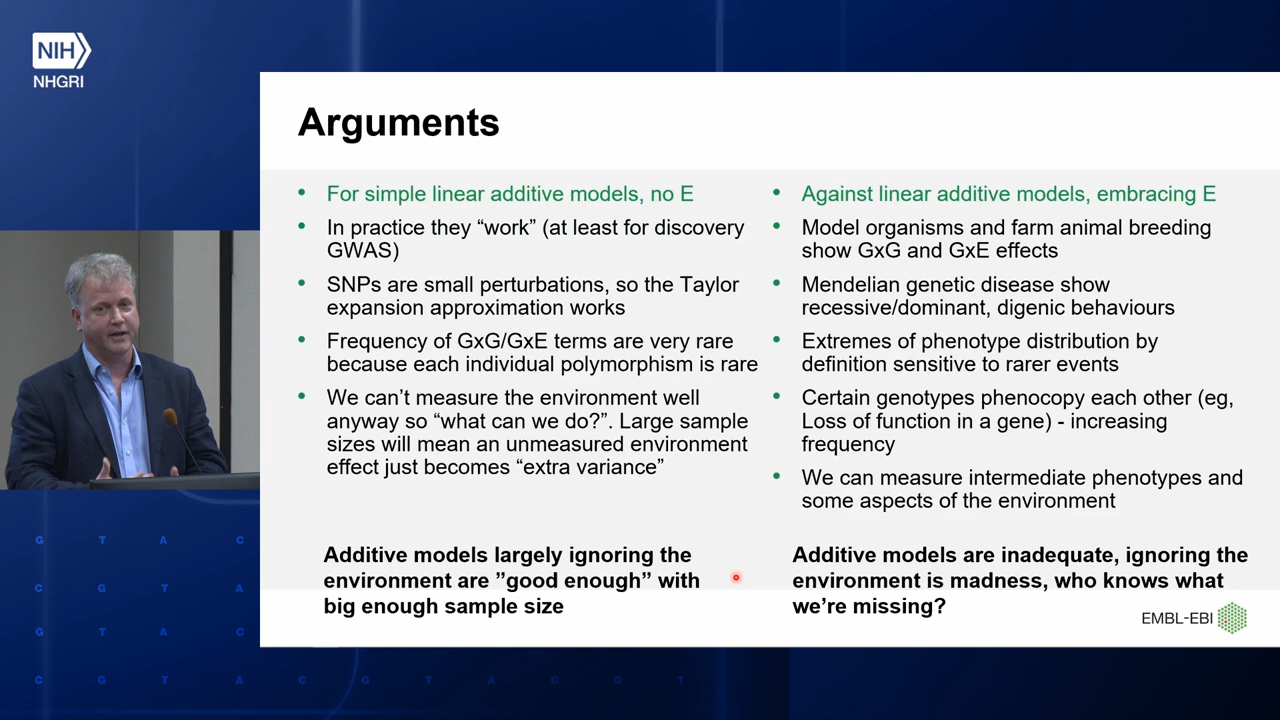 NIH
NHGRI
Arguments
• For simple linear additive models, no E
• In practice they “work” (at least for discovery
GWAS)
• SNPs are small perturbations, so the Taylor
expansion approximation works
• Frequency of GxG/GxE terms are very rare
because each individual polymorphism is rare
• We can’t measure the environment well
anyway so “what can we do?”. Large sample
sizes will mean an unmeasured environment
effect just becomes “extra variance”
Additive models largely ignoring the
environment are ”good enough” with
big enough sample size
• Against linear additive models, embracing E
• Model organisms and farm animal breeding
show GxG and GxE effects
• Mendelian genetic disease show
recessive/dominant, digenic behaviours
• Extremes of phenotype distribution by
definition sensitive to rarer events
• Certain genotypes phenocopy each other (eg,
Loss of function in a gene) - increasing
frequency
• We can measure intermediate phenotypes and
some aspects of the environment
Additive models are inadequate, ignoring the
environment is madness, who knows what
we’re missing?
EMBL-EBI
G T A C
C G T A C
G T A C
C G T A C G T A C G T